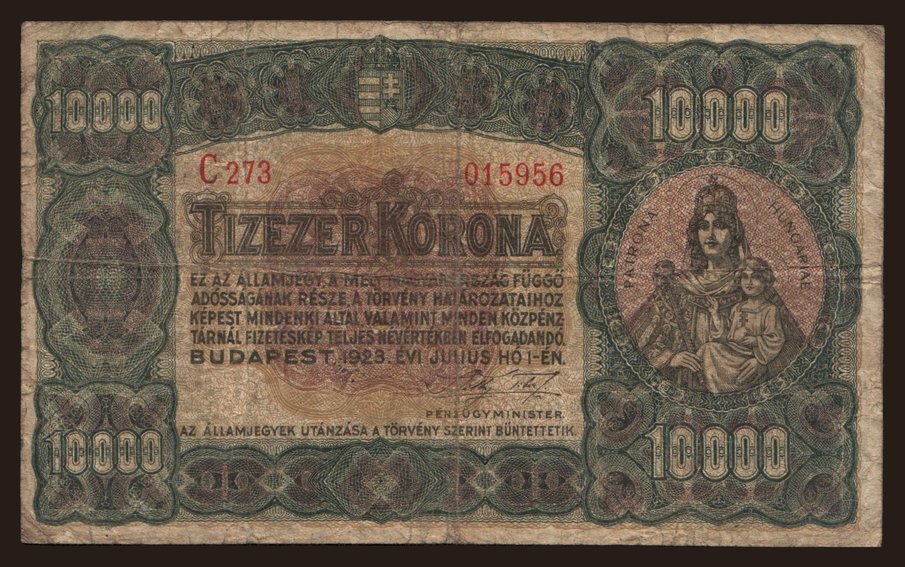 10000
10000
C 273
015956
TIZEZER KORONA
PATRONA HUNGARIAE
EZ AZ ÁLLAMJEGY A FÜGGŐ
ADÓSSÁGÁNAK RÉSZE, A TÖRVÉNY HATÁROZATAIHOZ
KÉPEST MINDENKI ÁLTAL VALAMINT MINDEN KÖZPÉNZ
TÁRNÁL FIZETÉSKÉP TELJES NÉVÉRTÉKBEN ELFOGADANDÓ.
BUDAPEST, 1923. ÉVI JULIUS HÓ 1-ÉN.
PÉNZÜGYMINISTER.
AZ ÁLLAMJEGYEK UTÁNZÁSA A TÖRVÉNY SZERINT BÜNTETTETIK.
10000
10000